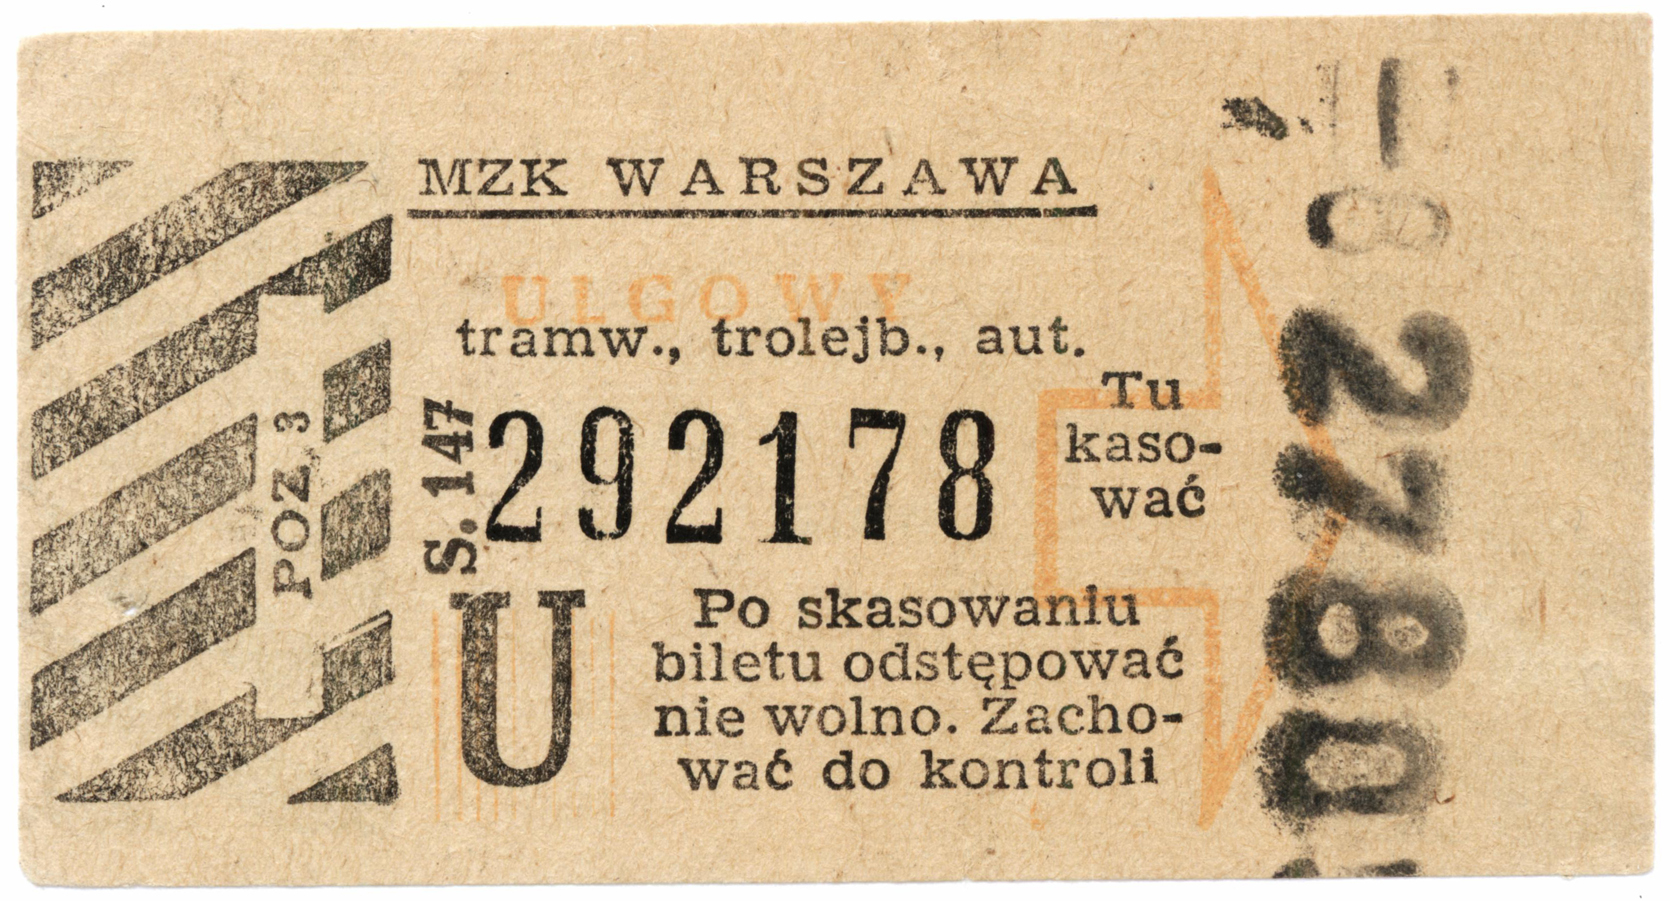 MZK WARSZAWA
ULGOWY
tramw., trolejb., aut.
POZ. 3
S. 147
292178
Tu
kaso-
wać
U
Po skasowaniu
biletu odstępować
nie wolno. Zacho-
wać do kontroli
02780